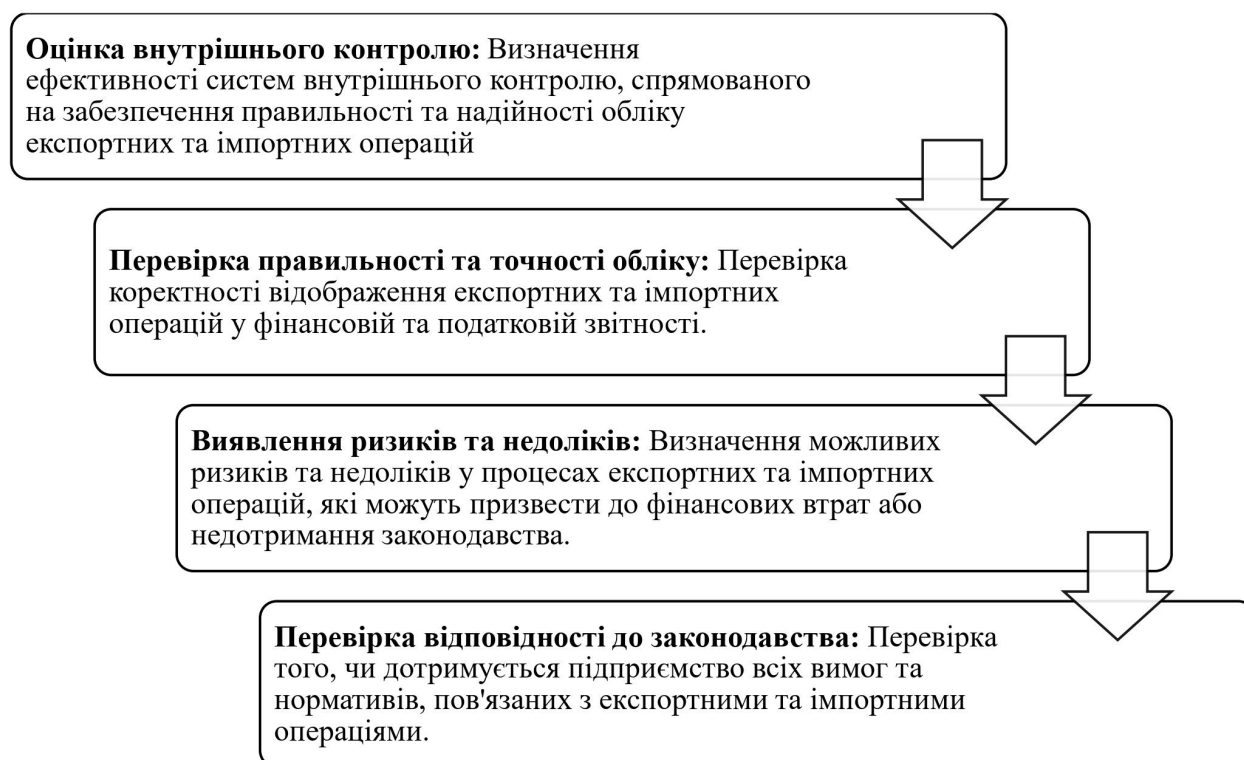 Оцінка внутрішнього контролю: Визначення
ефективності систем внутрішнього контролю, спрямованого
на забезпечення правильності та надійності обліку
експортних та імпортних операцій
Перевірка правильності та точності обліку: Перевірка
коректності відображення експортних та імпортних
операцій у фінансовій та податковій звітності.
Виявлення ризиків та недоліків: Визначення можливих
ризиків та недоліків у процесах експортних та імпортних
операцій, які можуть призвести до фінансових втрат або
недотримання законодавства.
Перевірка відповідності до законодавства: Перевірка
того, чи дотримується підприємство всіх вимог та
нормативів, пов'язаних з експортними та імпортними
операціями.